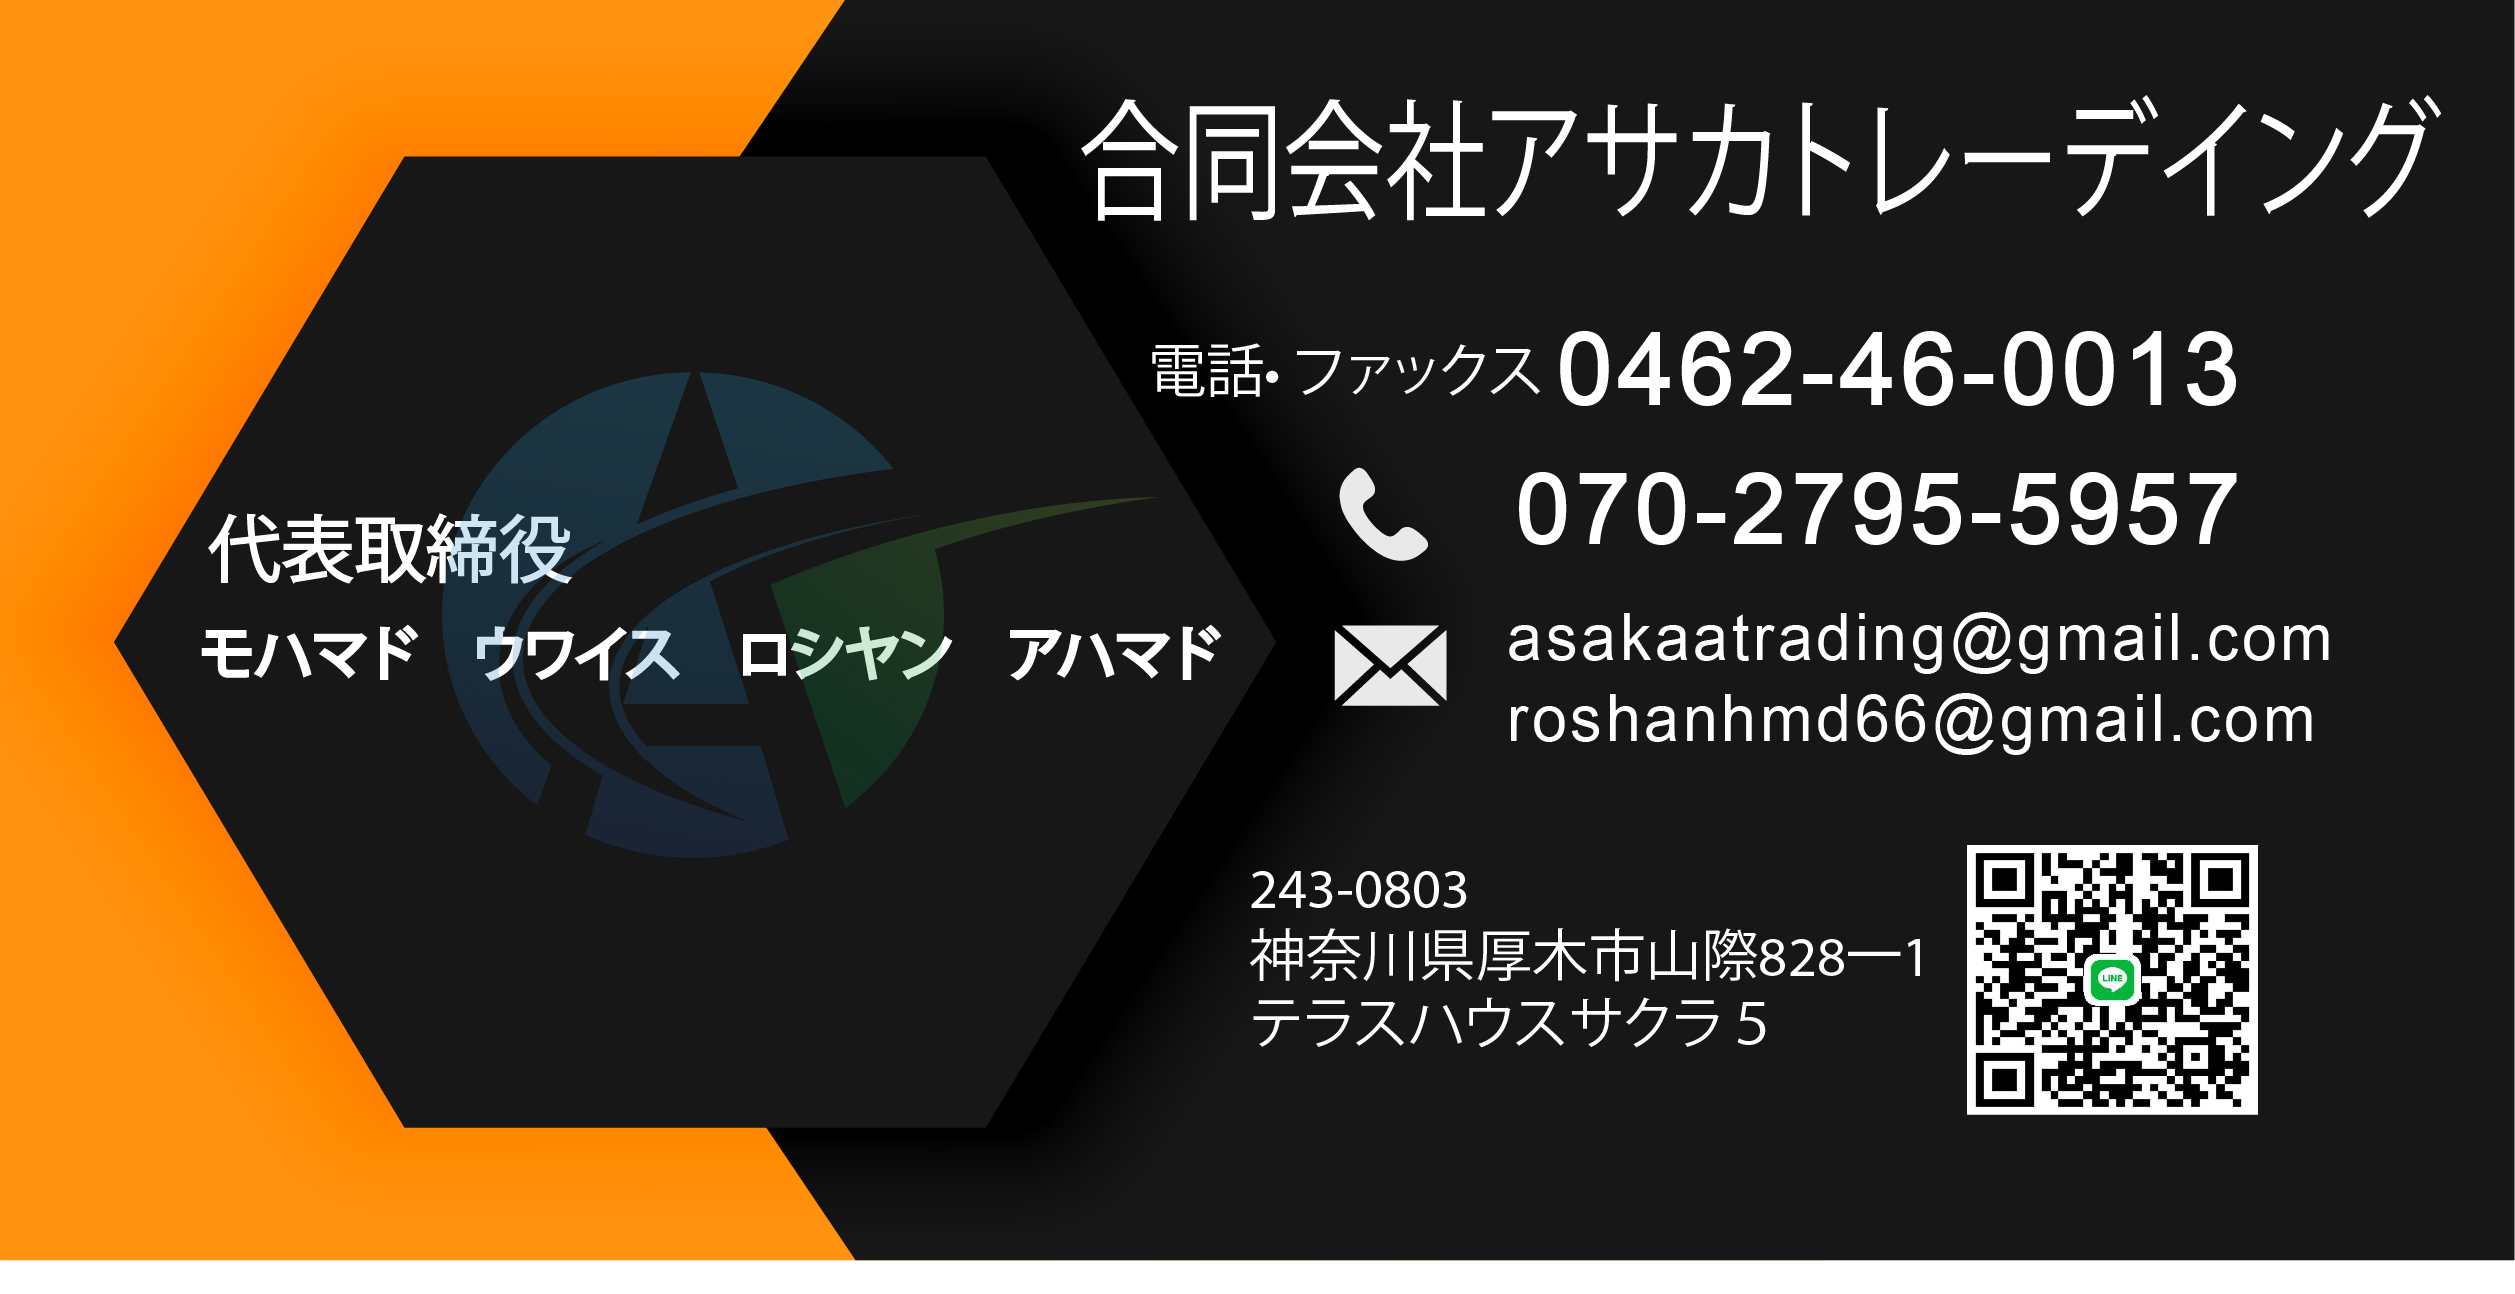 合同会社アサカトレーデイング
電話・ファックス 0462-46-0013
070-2795-5957
代表取締役
モハマド　ウワイス　ロシヤン　アハマド
asakaatrading@gmail.com
roshanhmd66@gmail.com
243-0803
神奈川県厚木市山際828一1
テラスハウスサクラ 5
LINE